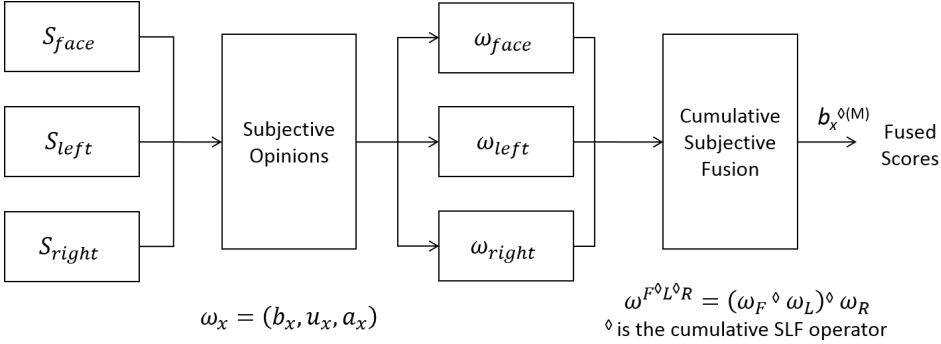 S_face
S_left
S_right
Subjective
Opinions
ω_face
ω_left
ω_right
Cumulative
Subjective
Fusion
b_x^◊(M)
Fused
Scores
ω_x = (b_x, u_x, a_x)
ω^F◊L◊R = (ω_F ◊ ω_L)◊ ω_R
◊ is the cumulative SLF operator